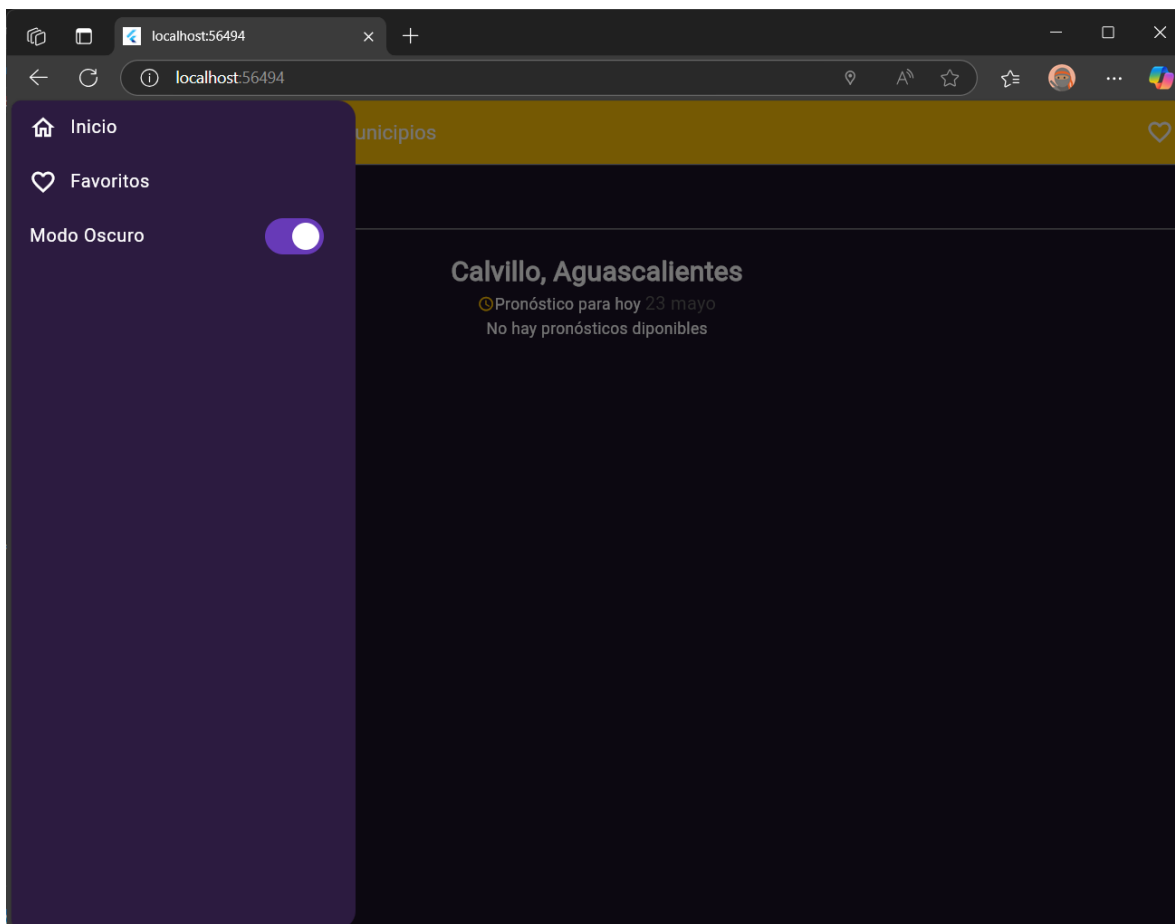 localhost:56494
localhost:56494
Inicio
unicipios
Favoritos
Modo Oscuro
Calvillo, Aguascalientes
Pronóstico para hoy 23 mayo
No hay pronósticos diponibles